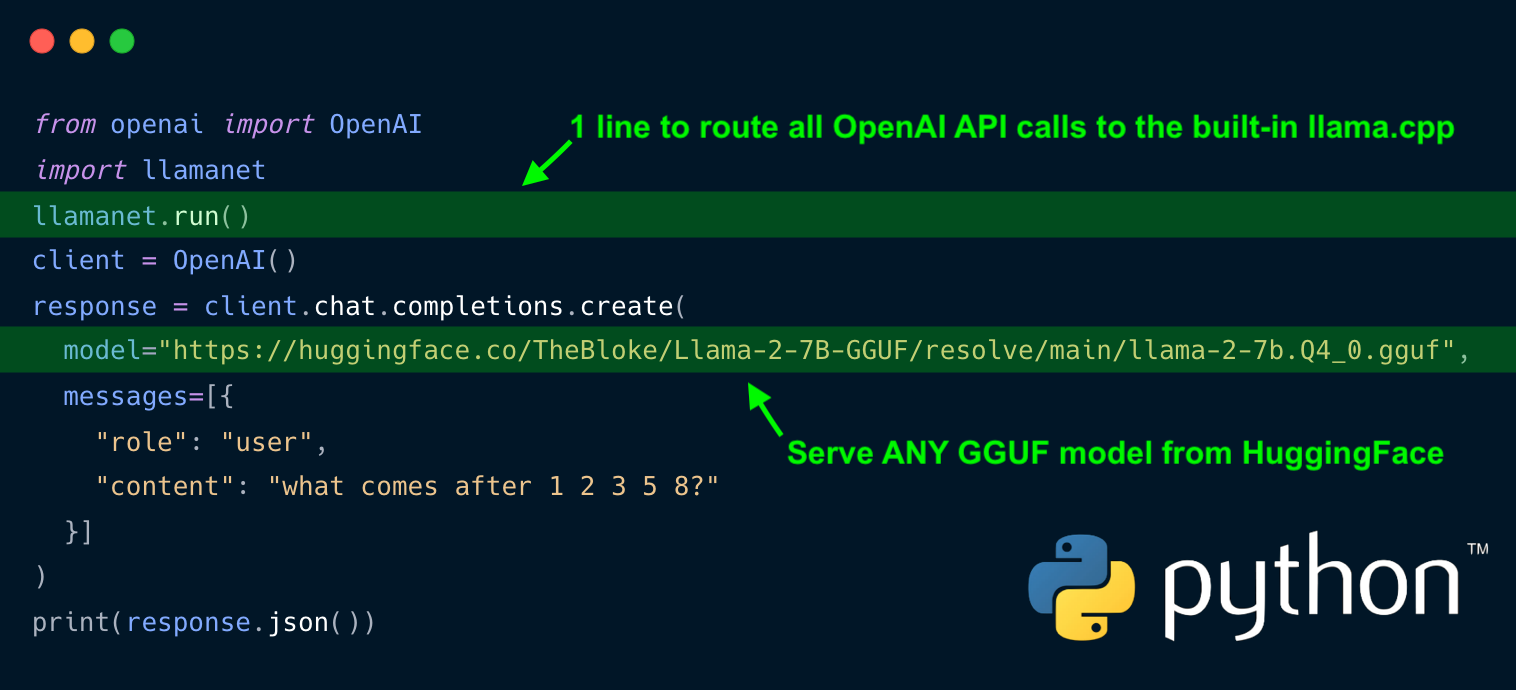 from openai import OpenAI
1 line to route all OpenAI API calls to the built-in llama.cpp
import llamanet
llamanet.run()
client = OpenAI()
response = client.chat.completions.create(
  model="https://huggingface.co/TheBloke/Llama-2-7B-GGUF/resolve/main/llama-2-7b.Q4_0.gguf",
  messages=[{
    "role": "user",
Serve ANY GGUF model from HuggingFace
    "content": "what comes after 1 2 3 5 8?"
  }]
)
print(response.json())
python™